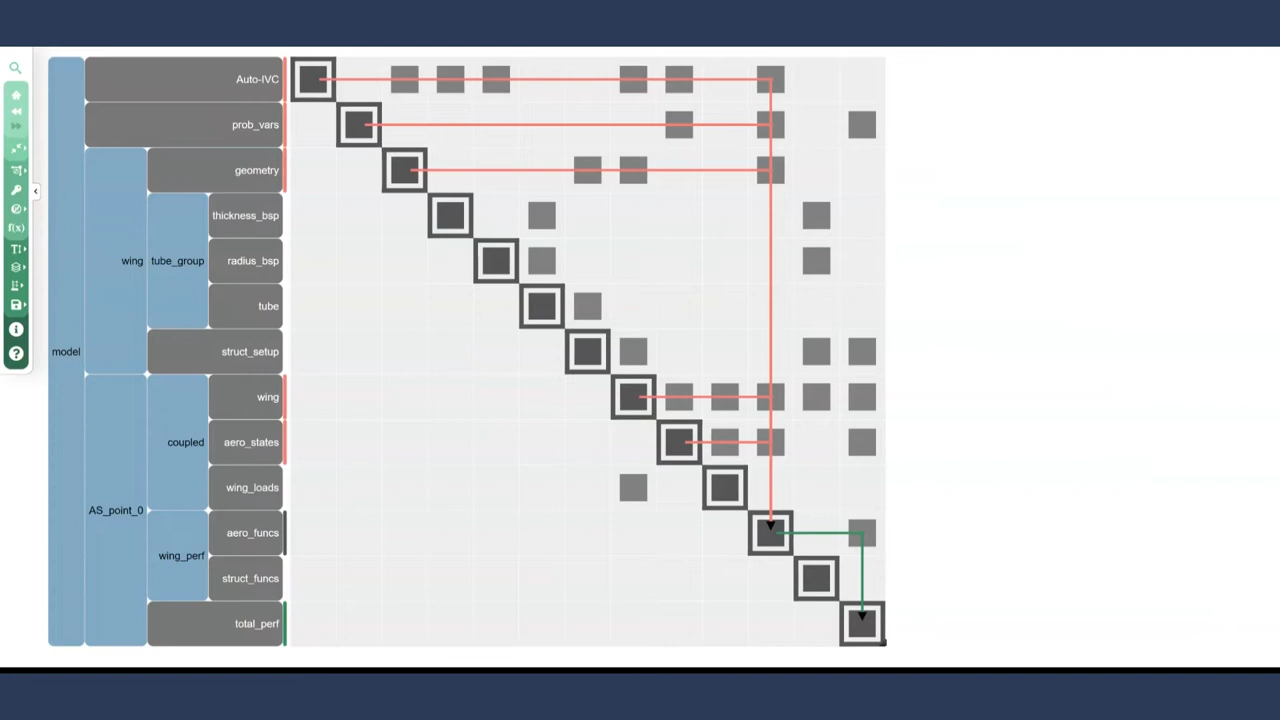 Auto-IVC
prob_vars
geometry
thickness_bsp
wing
tube_group
radius_bsp
tube
model
struct_setup
wing
coupled
aero_states
wing_loads
AS_point_0
aero_funcs
wing_perf
struct_funcs
total_perf
f(x)